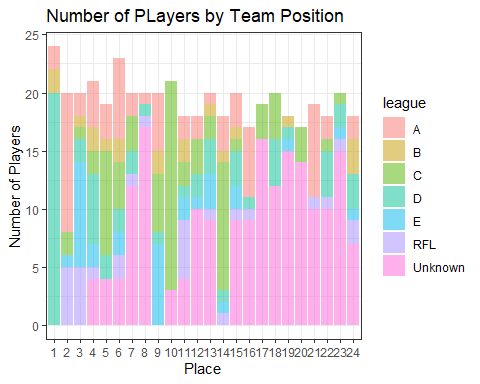 Number of PLayers by Team Position
25
20
15
10
5
0
Number of Players
1 2 3 4 5 6 7 8 9 10 11 12 13 14 15 16 17 18 19 20 21 22 23 24
Place
league
A
B
C
D
E
RFL
Unknown